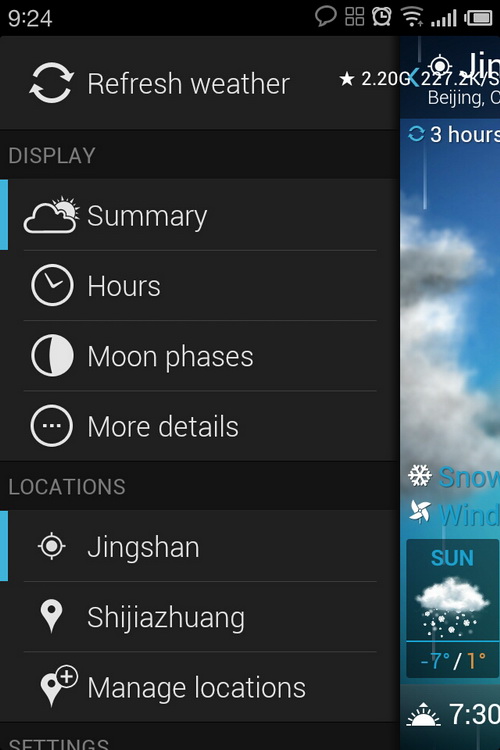 9:24
Refresh weather
★ 2.20G 227.2K/S
Beijing,
3 hours
DISPLAY
Summary
Hours
Moon phases
More details
LOCATIONS
Snow
Wind
Jingshan
SUN
Shijiazhuang
-7°/1°
Manage locations
7:30
SETTINGS